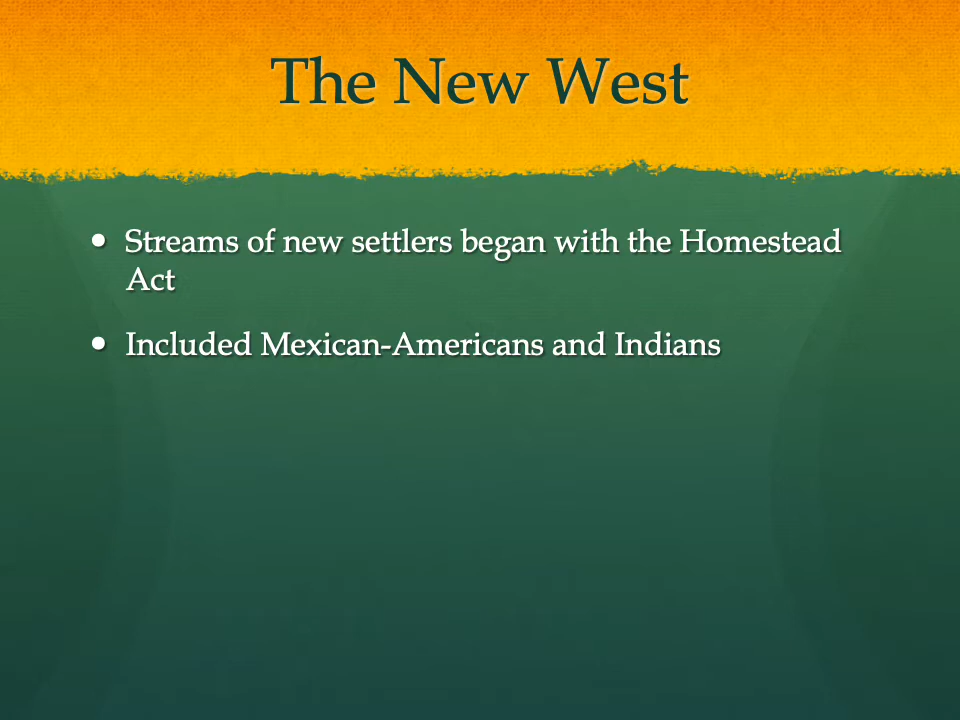 The New West
• Streams of new settlers began with the Homestead
Act
• Included Mexican-Americans and Indians